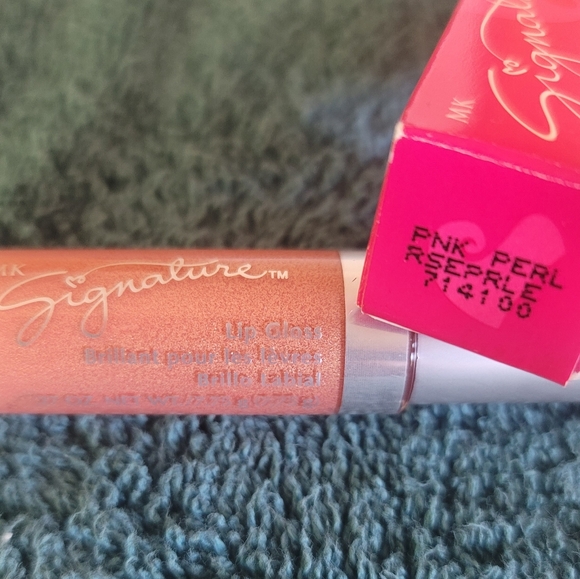 MK
Signature
PNK PERL
RSEPRLE
714100
MK
Signature™
Lip Gloss
Brillant pour les lèvres
Brillo Labial